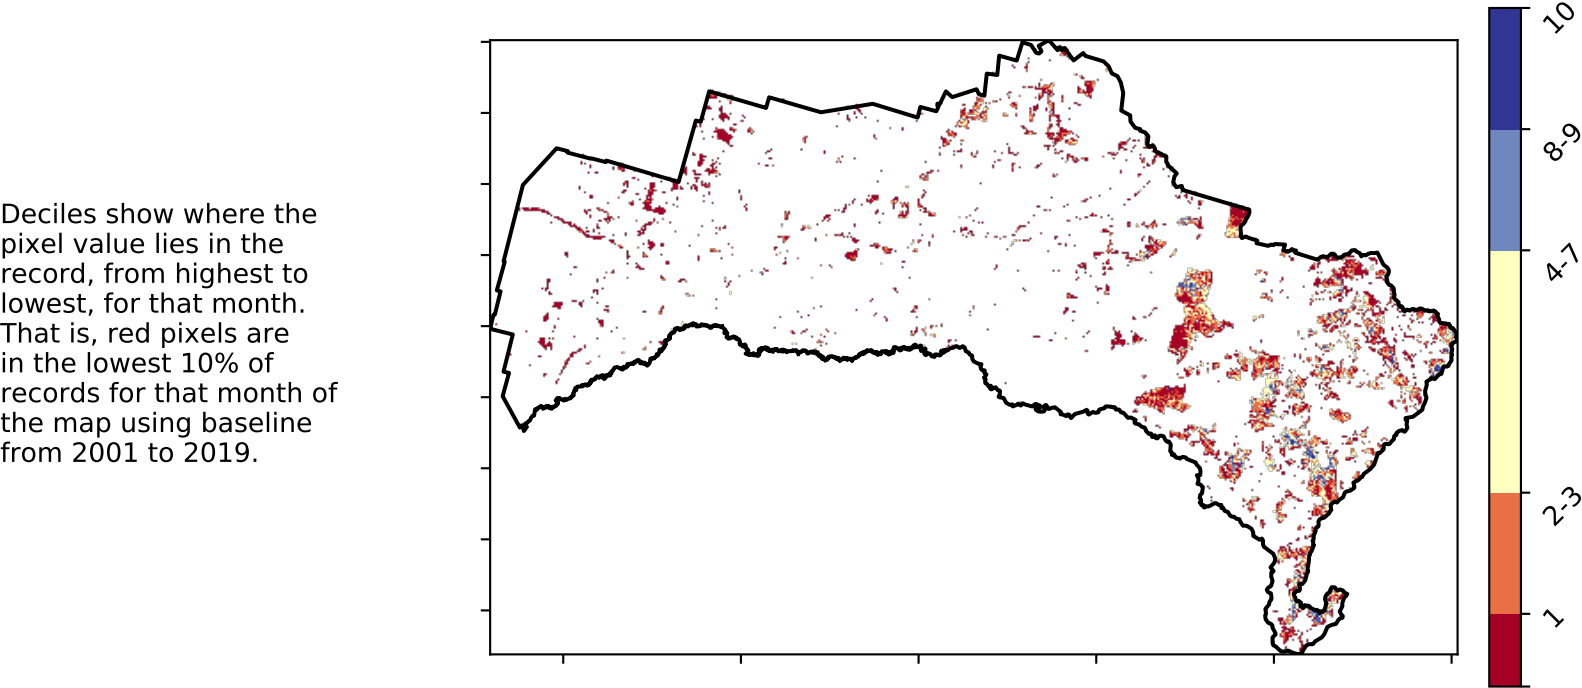 Deciles show where the
pixel value lies in the
record, from highest to
lowest, for that month.
That is, red pixels are
in the lowest 10% of
records for that month of
the map using baseline
from 2001 to 2019.
10
8-9
4-7
2-3
1